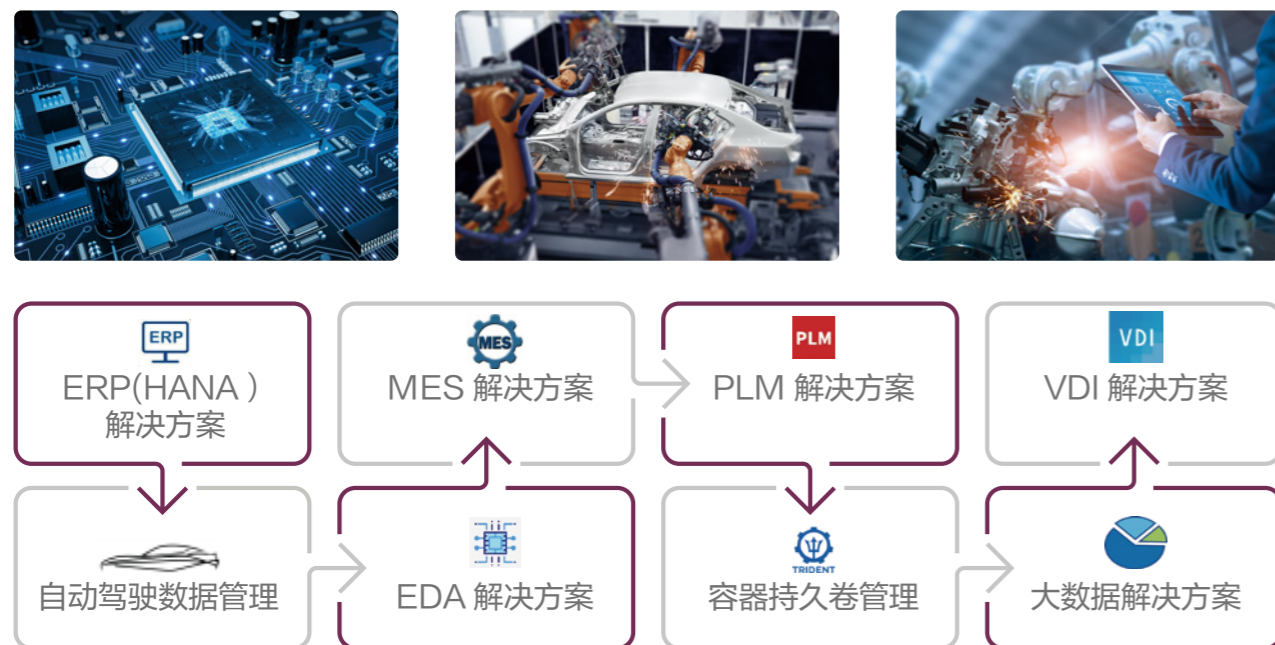 ERP
ERP(HANA )
解决方案
MES
MES 解决方案
PLM
PLM 解决方案
VDI
VDI 解决方案
自动驾驶数据管理
EDA 解决方案
TRIDENT
容器持久卷管理
大数据解决方案